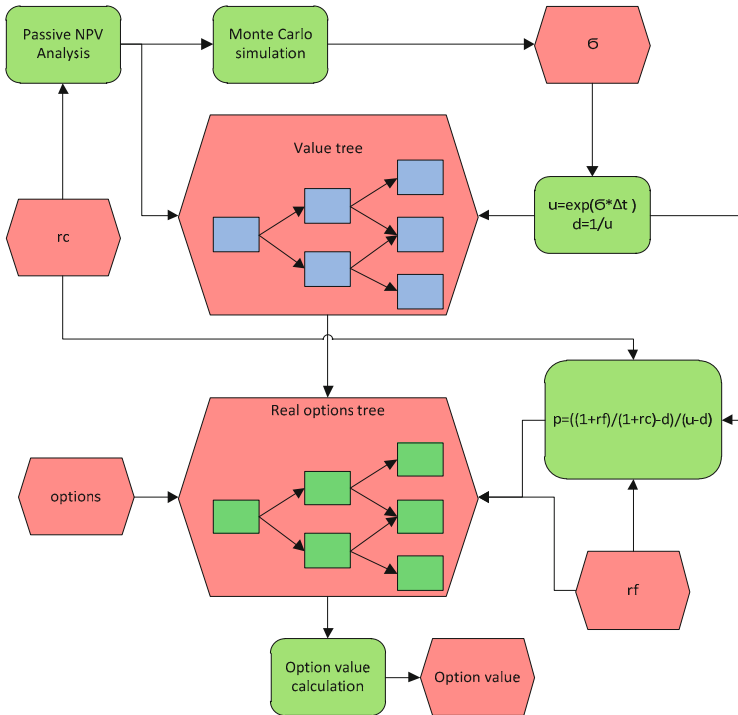 Passive NPV
Analysis
Monte Carlo
simulation
Ϭ
Value tree
u=exp(Ϭ*Δt )
d=1/u
rc
Real options tree
p=((1+rf)/(1+rc)-d)/(u-d)
options
rf
Option value
calculation
Option value